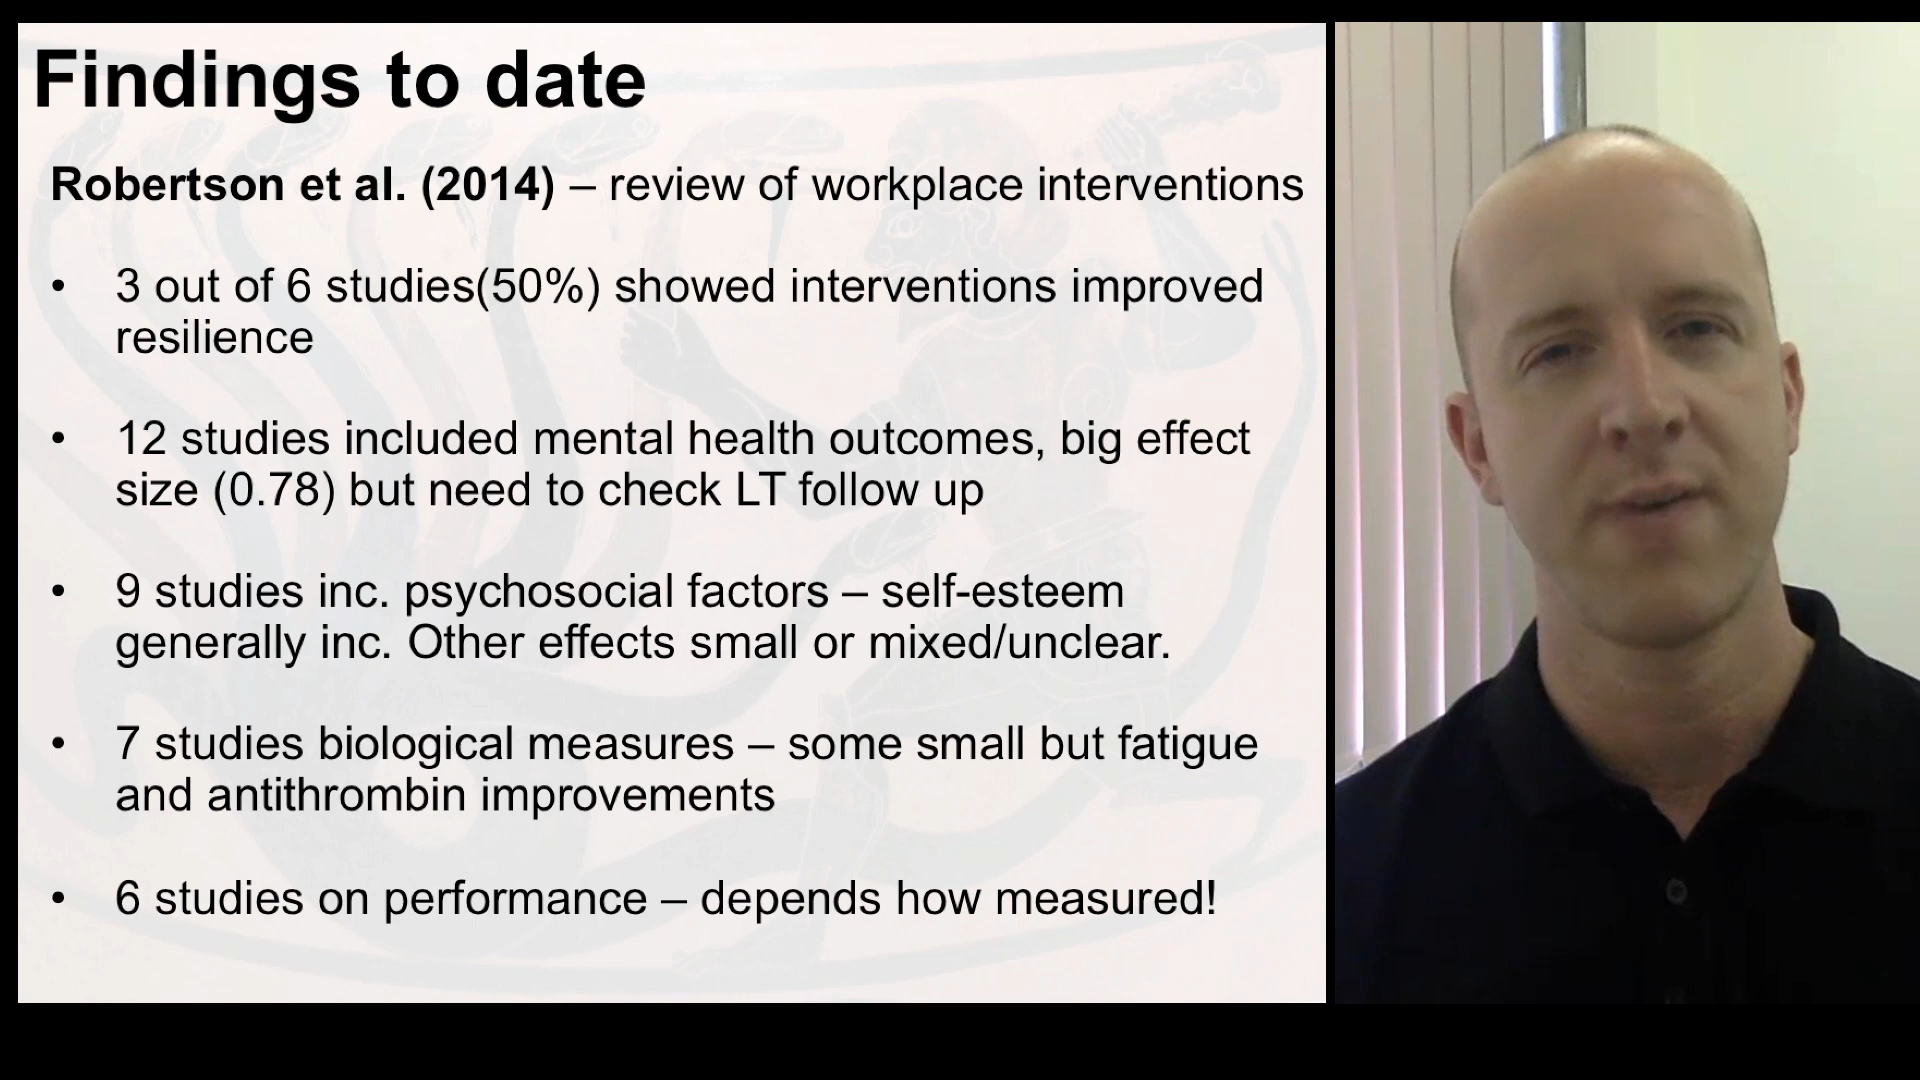 Findings to date
Robertson et al. (2014) – review of workplace interventions
• 3 out of 6 studies(50%) showed interventions improved
resilience
• 12 studies included mental health outcomes, big effect
size (0.78) but need to check LT follow up
• 9 studies inc. psychosocial factors – self-esteem
generally inc. Other effects small or mixed/unclear.
• 7 studies biological measures – some small but fatigue
and antithrombin improvements
• 6 studies on performance – depends how measured!